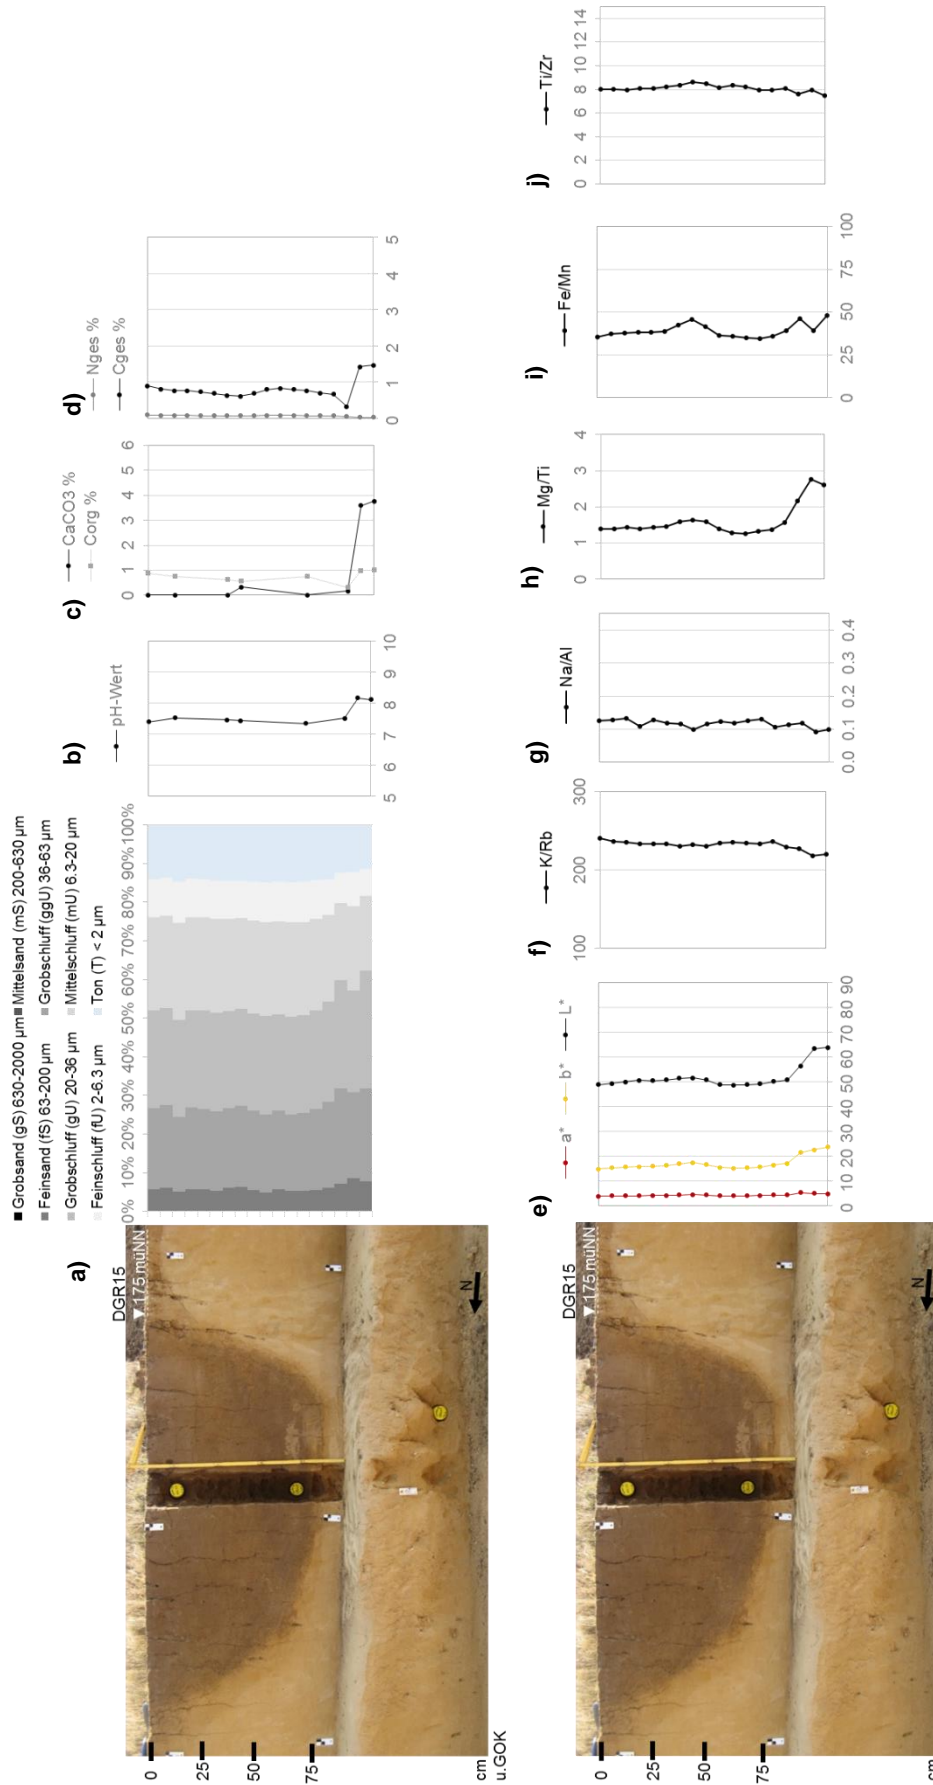 a)
■ Grobsand (gS) 630-2000 µm ■ Mittelsand (mS) 200-630 µm
■ Feinsand (fS) 63-200 µm ■ Grobschluff (ggU) 36-63 µm
■ Grobschluff (gU) 20-36 µm ■ Mittelschluff (mU) 6.3-20 µm
Feinschluff (fU) 2-6.3 µm Ton (T) < 2 µm
DGR15
▼175 müNN
0% 10% 20% 30% 40% 50% 60% 70% 80% 90% 100%
0
25
50
75
cm
u.GOK
N
b)
pH-Wert
5 6 7 8 9 10
c)
CaCO3 %
Corg %
0 1 2 3 4 5 6
d)
Nges %
Cges %
0 1 2 3 4 5
e)
a* b* L*
0 10 20 30 40 50 60 70 80 90
DGR15
▼175 müNN
0
25
50
75
cm
N
f)
K/Rb
100 200 300
g)
Na/Al
0.0 0.1 0.2 0.3 0.4
h)
Mg/Ti
0 1 2 3 4
i)
Fe/Mn
0 25 50 75 100
j)
Ti/Zr
0 2 4 6 8 10 12 14